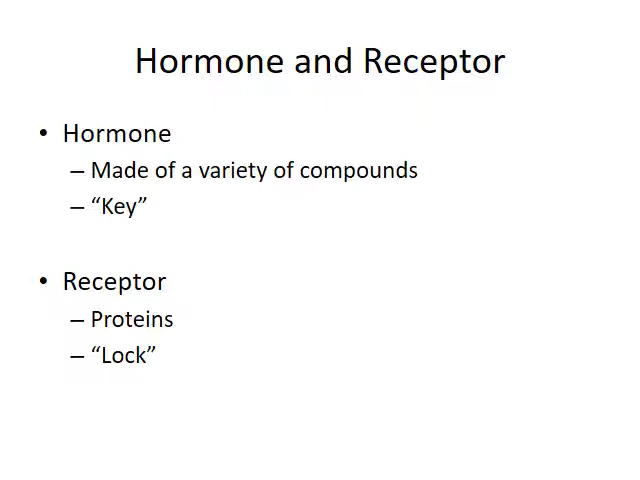 Hormone and Receptor
• Hormone
– Made of a variety of compounds
– “Key”
• Receptor
– Proteins
– “Lock”